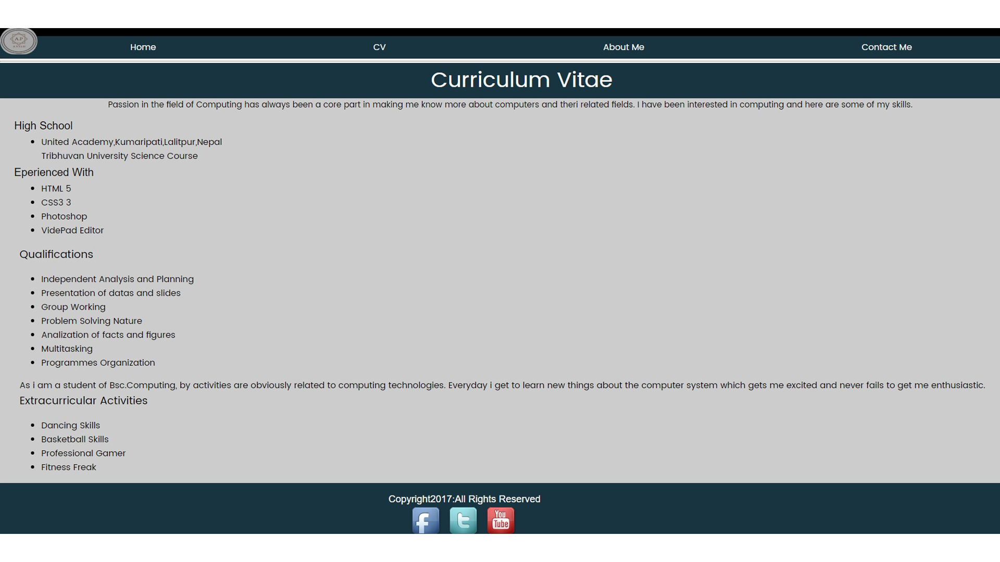 A.P
ANISH
Home CV About Me Contact Me
Curriculum Vitae
Passion in the field of Computing has always been a core part in making me know more about computers and theri related fields. I have been interested in computing and here are some of my skills.
High School
United Academy,Kumaripati,Lalitpur,Nepal
Tribhuvan University Science Course
Eperienced With
HTML 5
CSS3 3
Photoshop
VidePad Editor
Qualifications
Independent Analysis and Planning
Presentation of datas and slides
Group Working
Problem Solving Nature
Analization of facts and figures
Multitasking
Programmes Organization
As i am a student of Bsc.Computing, by activities are obviously related to computing technologies. Everyday i get to learn new things about the computer system which gets me excited and never fails to get me enthusiastic.
Extracurricular Activities
Dancing Skills
Basketball Skills
Professional Gamer
Fitness Freak
Copyright2017:All Rights Reserved
f t You
Tube